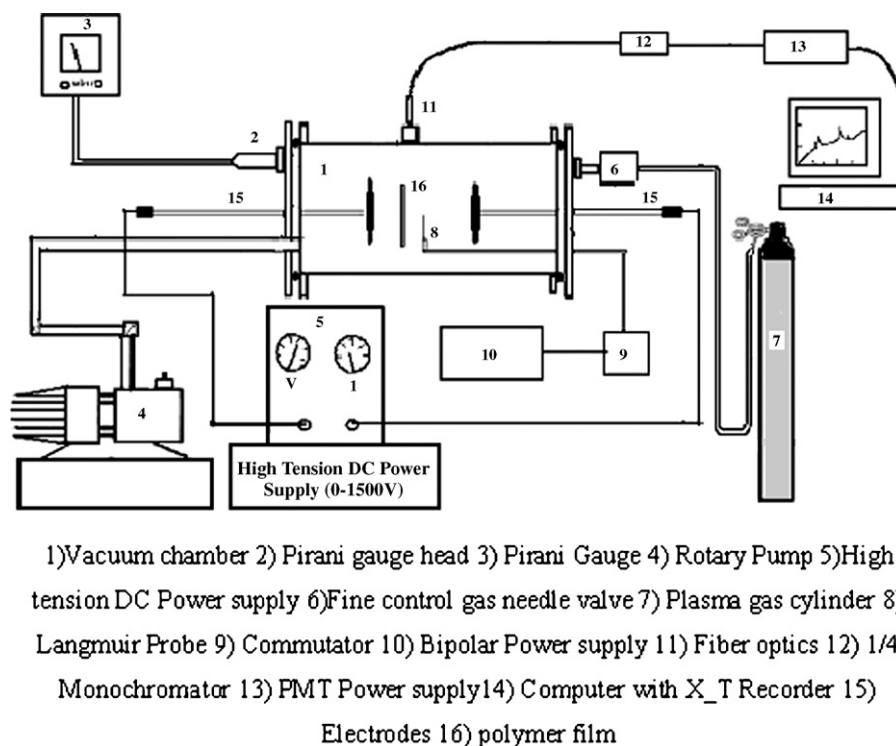 3
12
13
11
2
1
6
16
15
15
14
8
5
V
1
10
9
7
4
High Tension DC Power
Supply (0-1500V)
1)Vacuum chamber 2) Pirani gauge head 3) Pirani Gauge 4) Rotary Pump 5)High
tension DC Power supply 6)Fine control gas needle valve 7) Plasma gas cylinder 8)
Langmuir Probe 9) Commutator 10) Bipolar Power supply 11) Fiber optics 12) 1/4
Monochromator 13) PMT Power supply14) Computer with X_T Recorder 15)
Electrodes 16) polymer film